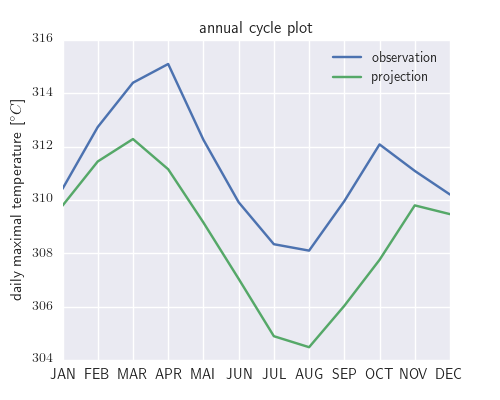 annual cycle plot
316
314
312
310
308
306
304
daily maximal temperature [°C]
observation
projection
JAN FEB MAR APR MAI JUN JUL AUG SEP OCT NOV DEC